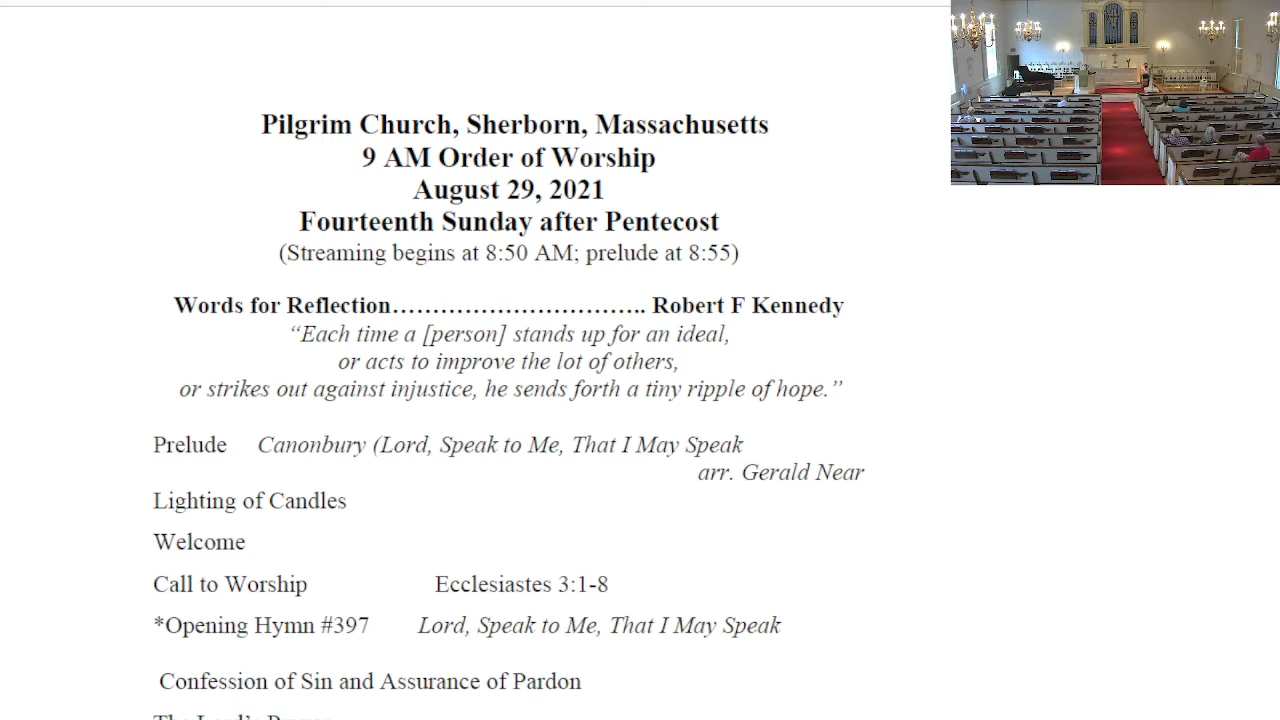 Pilgrim Church, Sherborn, Massachusetts
9 AM Order of Worship
August 29, 2021
Fourteenth Sunday after Pentecost
(Streaming begins at 8:50 AM; prelude at 8:55)
Words for Reflection………………………….. Robert F Kennedy
“Each time a [person] stands up for an ideal,
or acts to improve the lot of others,
or strikes out against injustice, he sends forth a tiny ripple of hope.”
Prelude Canonbury (Lord, Speak to Me, That I May Speak
arr. Gerald Near
Lighting of Candles
Welcome
Call to Worship Ecclesiastes 3:1-8
*Opening Hymn #397 Lord, Speak to Me, That I May Speak
Confession of Sin and Assurance of Pardon
The Lord’s Prayer